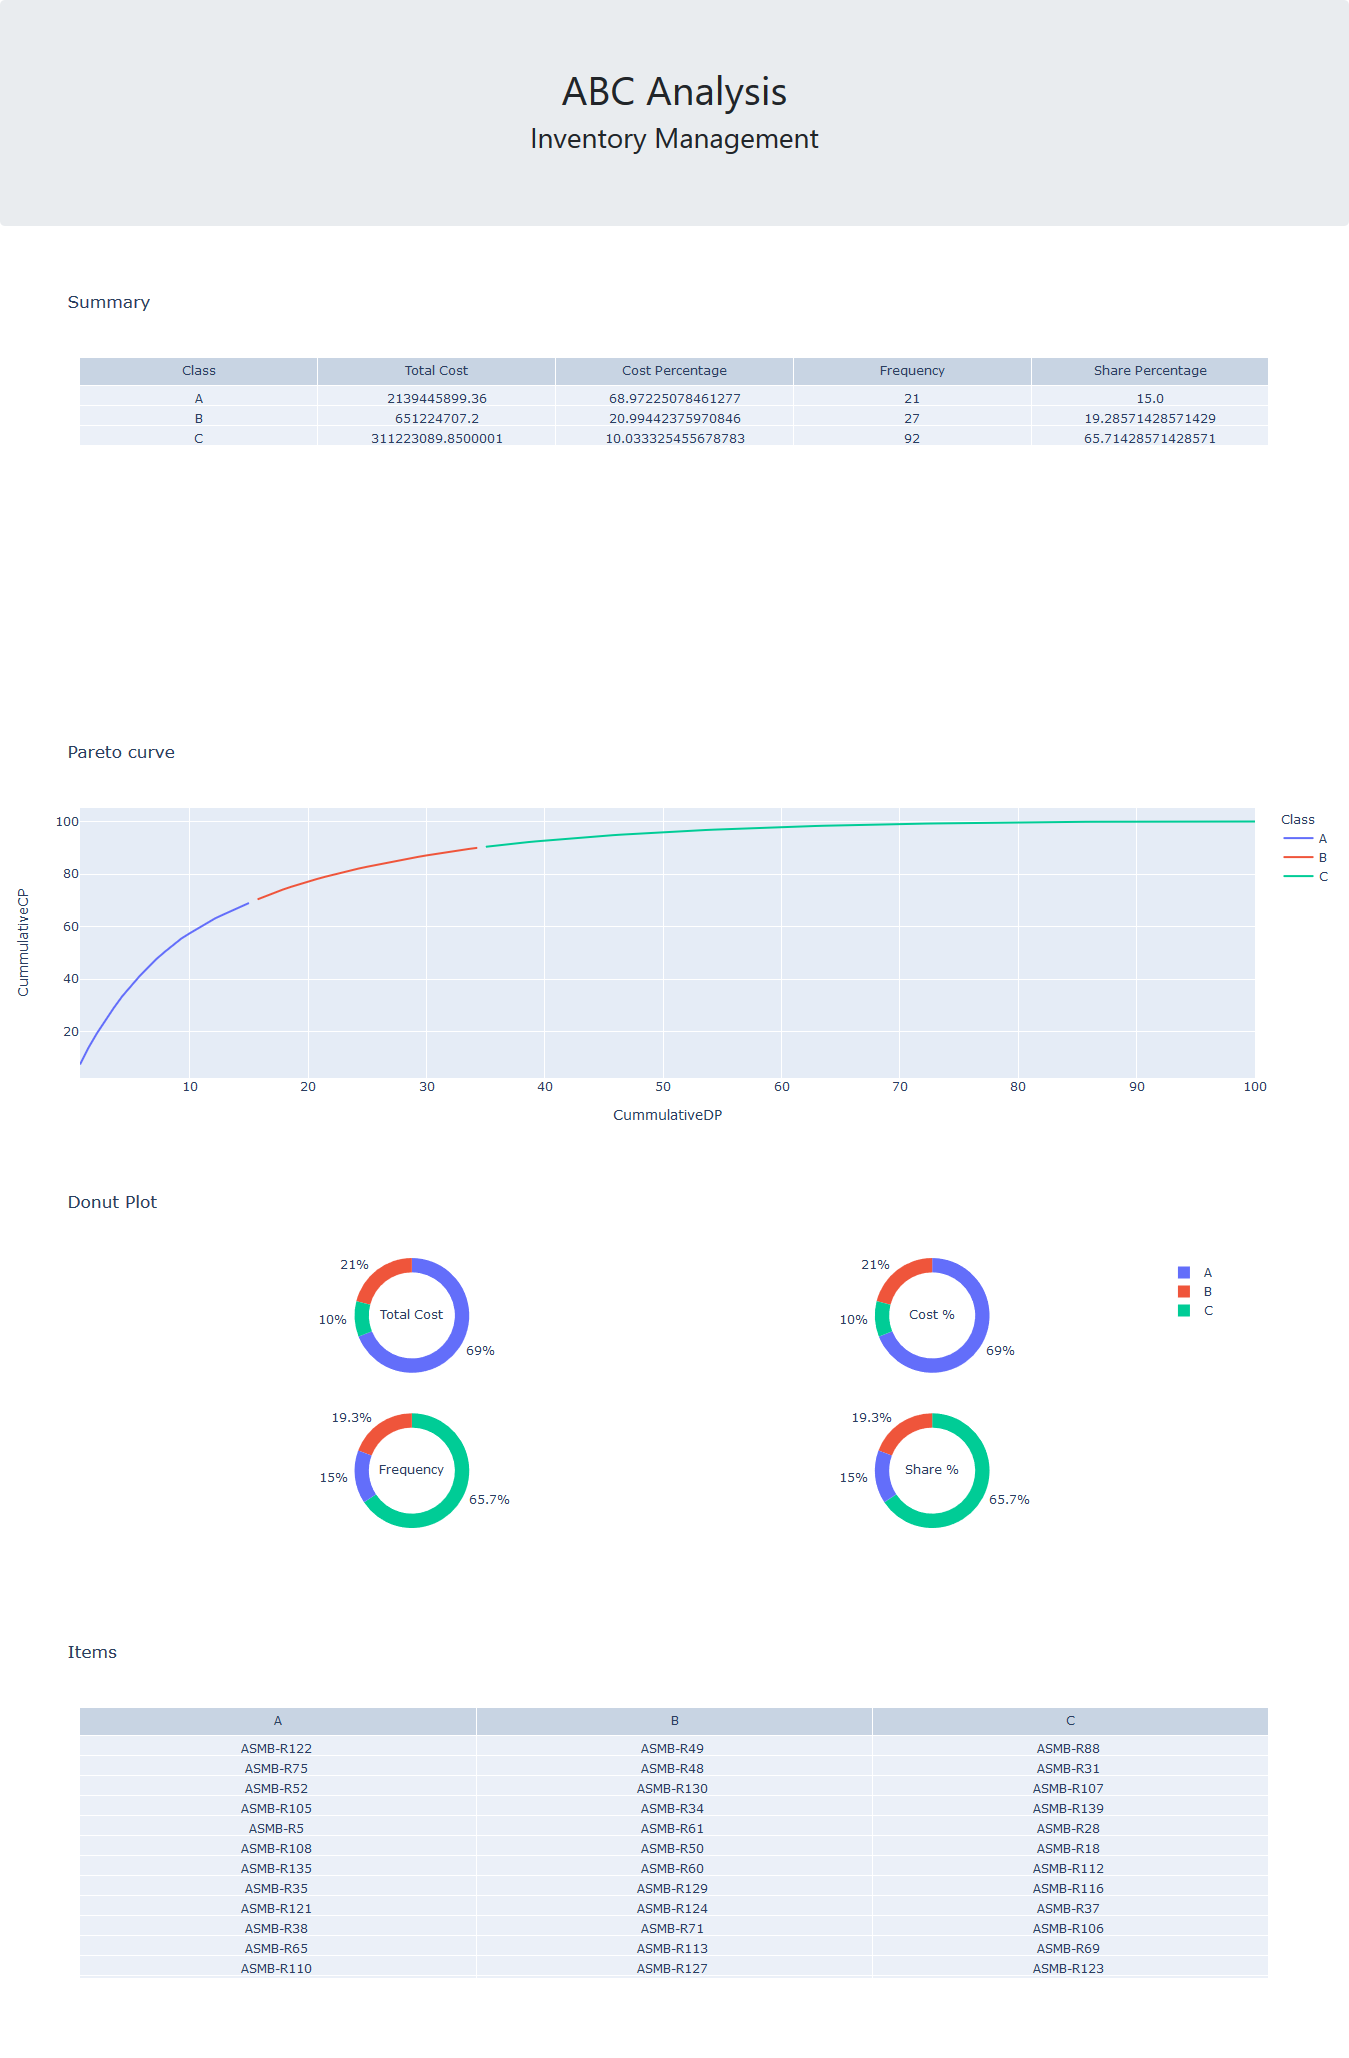 ABC Analysis
Inventory Management
Summary
Class Total Cost Cost Percentage Frequency Share Percentage
A 2139445899.36 68.97225078461277 21 15.0
B 651224707.2 20.99442375970846 27 19.28571428571429
C 311223089.8500001 10.033325455678783 92 65.71428571428571
Pareto curve
100
80
60
40
20
CummulativeCP
10 20 30 40 50 60 70 80 90 100
CummulativeDP
Class
A
B
C
Donut Plot
21%
10%
69%
Total Cost
21%
10%
69%
Cost %
A
B
C
19.3%
15%
65.7%
Frequency
19.3%
15%
65.7%
Share %
Items
A B C
ASMB-R122 ASMB-R49 ASMB-R88
ASMB-R75 ASMB-R48 ASMB-R31
ASMB-R52 ASMB-R130 ASMB-R107
ASMB-R105 ASMB-R34 ASMB-R139
ASMB-R5 ASMB-R61 ASMB-R28
ASMB-R108 ASMB-R50 ASMB-R18
ASMB-R135 ASMB-R60 ASMB-R112
ASMB-R35 ASMB-R129 ASMB-R116
ASMB-R121 ASMB-R124 ASMB-R37
ASMB-R38 ASMB-R71 ASMB-R106
ASMB-R65 ASMB-R113 ASMB-R69
ASMB-R110 ASMB-R127 ASMB-R123